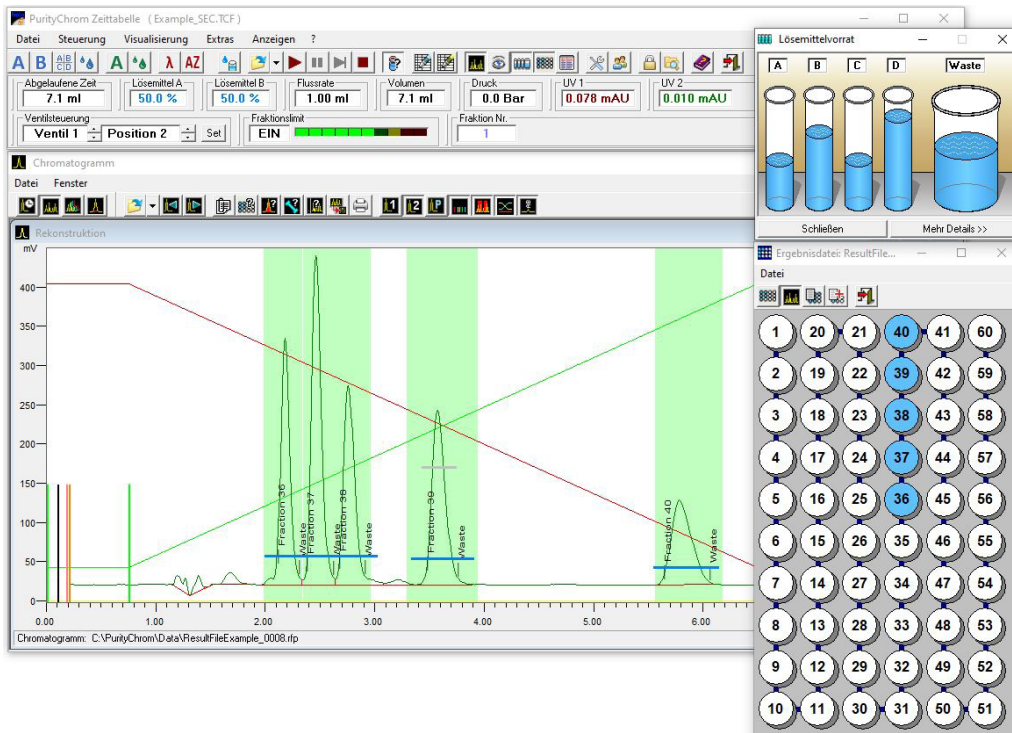 PurityChrom Zeittabelle ( Example_SEC.TCF )
Datei Steuerung Visualisierung Extras Anzeigen ?
A B A B C D A λ AZ
Abgelaufene Zeit Lösemittel A Lösemittel B Flussrate Volumen Druck UV 1 UV 2
7.1 ml 50.0 % 50.0 % 1.00 ml 7.1 ml 0.0 Bar 0.078 mAU 0.010 mAU
Ventilsteuerung Fraktionslimit Fraktion Nr.
Ventil 1 Position 2 Set EIN 1
Chromatogramm
Datei Fenster
1 2 P
Rekonstruktion
mV
400
350
300
250
200
150
100
50
0
Fraction 36
Waste
Fraction 37
Waste
Fraction 38
Waste
Fraction 39
Waste
Fraction 40
Waste
0.00 1.00 2.00 3.00 4.00 5.00 6.00
Chromatogramm: C:\PurityChrom\Data\ResultFileExample_0008.rfp
Lösemittelvorrat
A B C D Waste
Schließen Mehr Details >>
Ergebnisdatei: ResultFile...
Datei
1 20 21 40 41 60
2 19 22 39 42 59
3 18 23 38 43 58
4 17 24 37 44 57
5 16 25 36 45 56
6 15 26 35 46 55
7 14 27 34 47 54
8 13 28 33 48 53
9 12 29 32 49 52
10 11 30 31 50 51